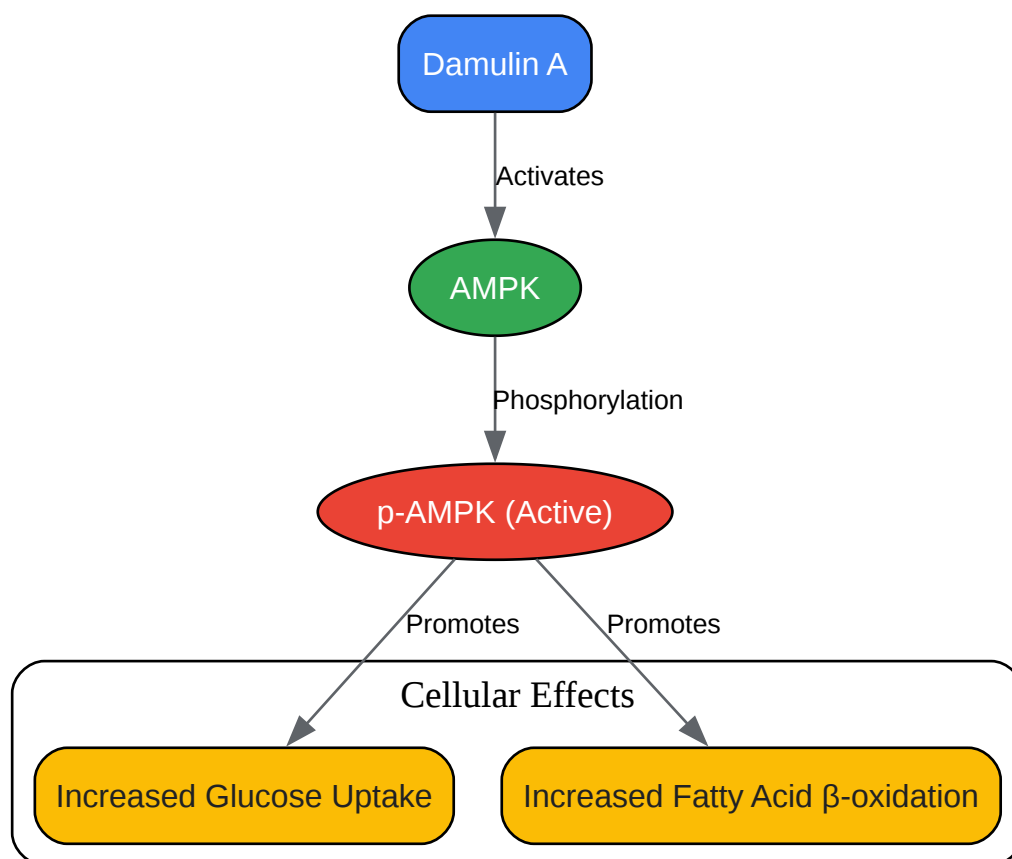 Damulin A
Activates
AMPK
Phosphorylation
p-AMPK (Active)
Promotes
Promotes
Cellular Effects
Increased Glucose Uptake
Increased Fatty Acid β-oxidation